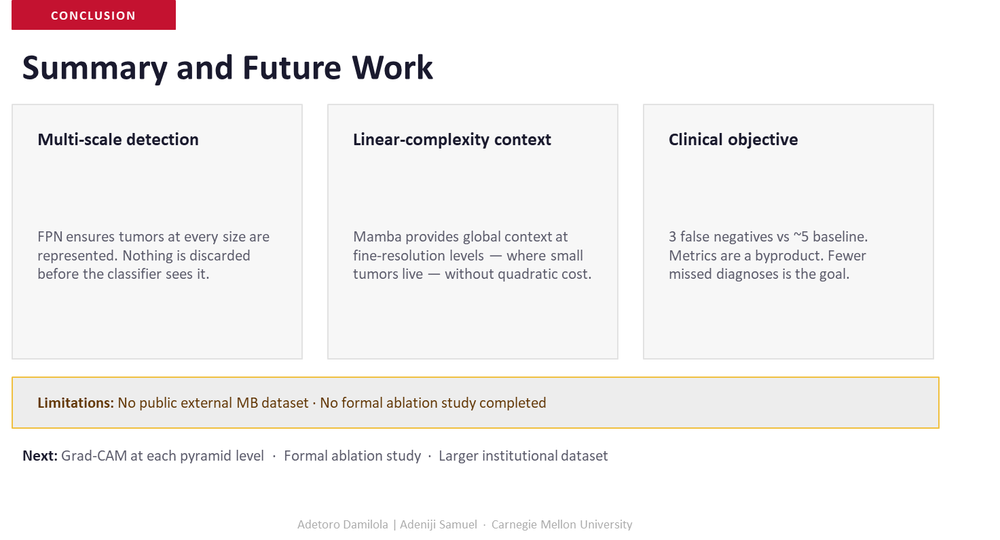 CONCLUSION
Summary and Future Work
Multi-scale detection
FPN ensures tumors at every size are
represented. Nothing is discarded
before the classifier sees it.
Linear-complexity context
Mamba provides global context at
fine-resolution levels — where small
tumors live — without quadratic cost.
Clinical objective
3 false negatives vs ~5 baseline.
Metrics are a byproduct. Fewer
missed diagnoses is the goal.
Limitations: No public external MB dataset · No formal ablation study completed
Next: Grad-CAM at each pyramid level · Formal ablation study · Larger institutional dataset
Adetoro Damilola | Adeniji Samuel · Carnegie Mellon University